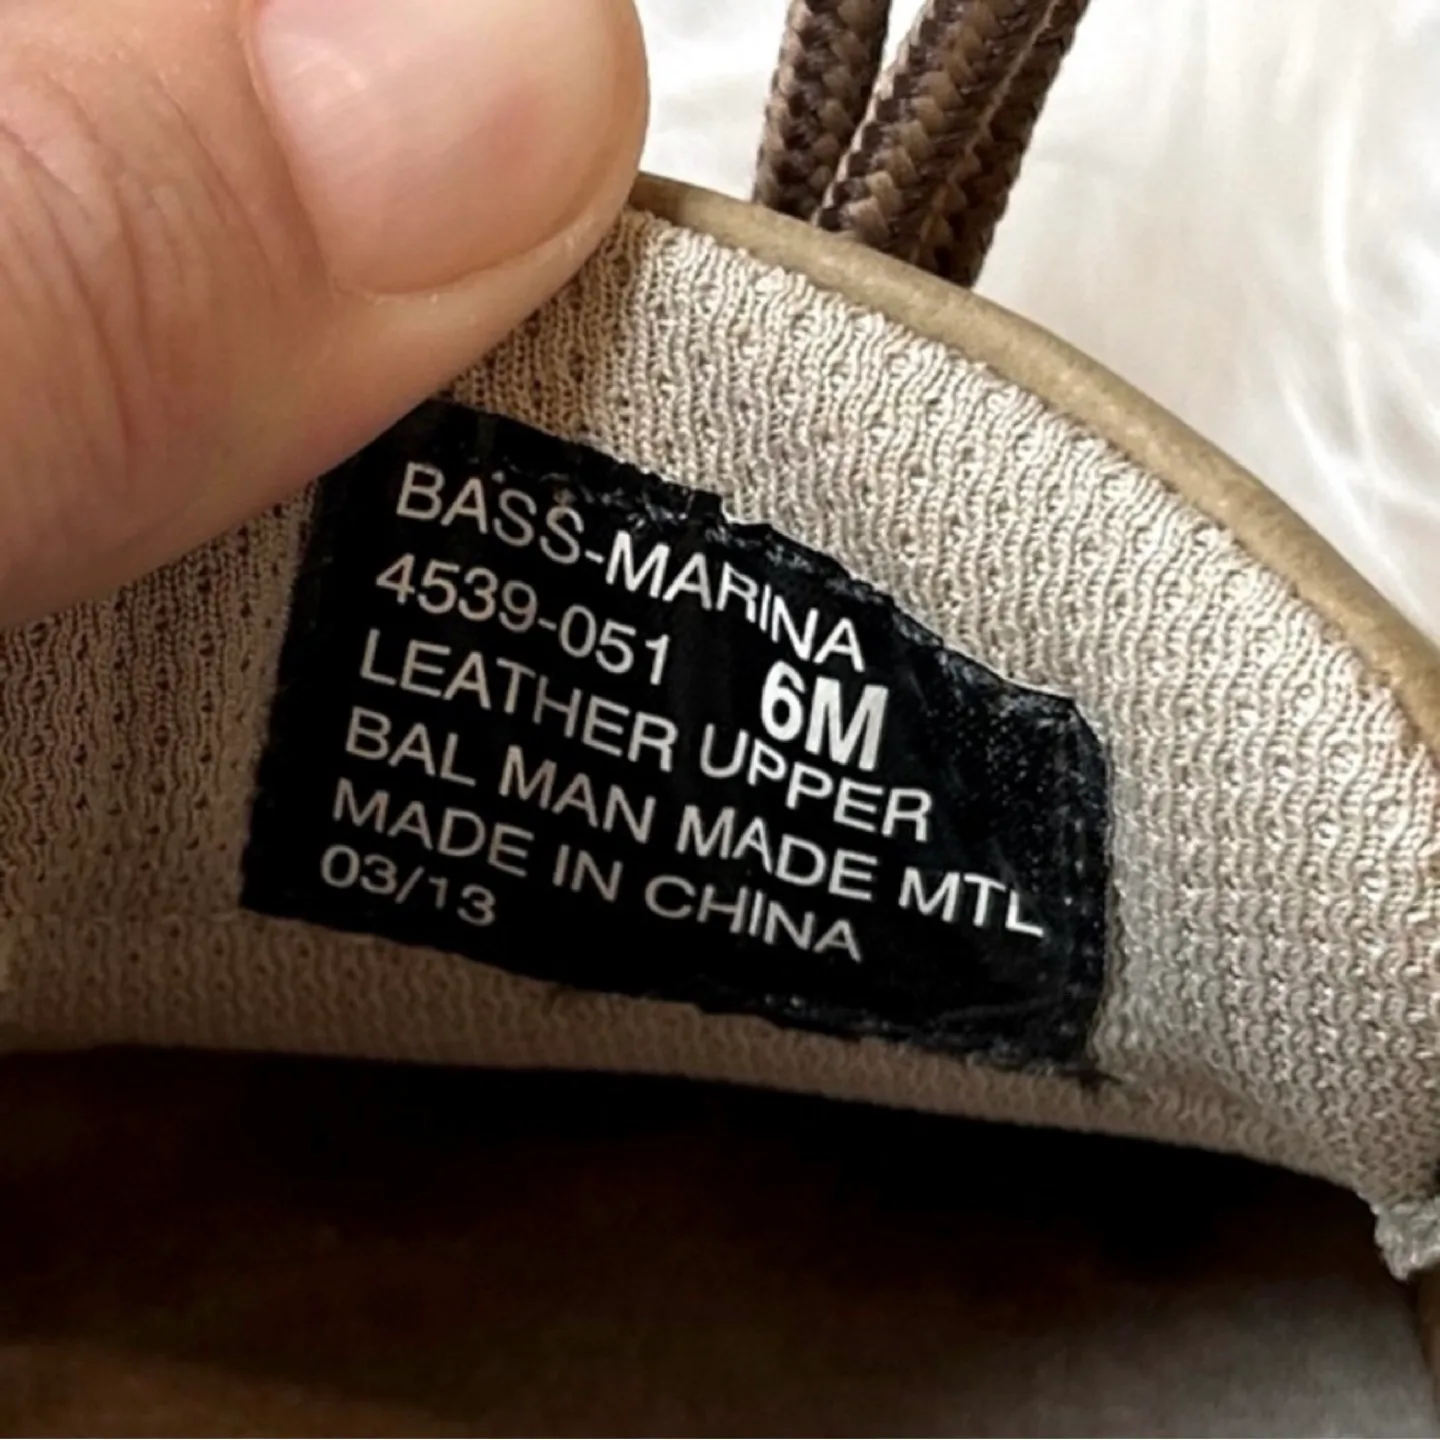 BASS-MARINA
4539-051 6M
LEATHER UPPER
BAL MAN MADE MTL
MADE IN CHINA
03/13